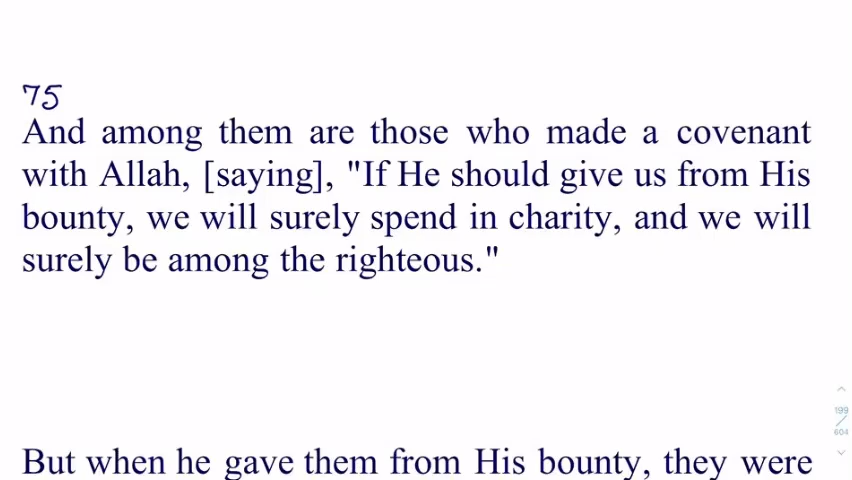 75
And among them are those who made a covenant
with Allah, [saying], "If He should give us from His
bounty, we will surely spend in charity, and we will
surely be among the righteous."
199
604
But when he gave them from His bounty, they were